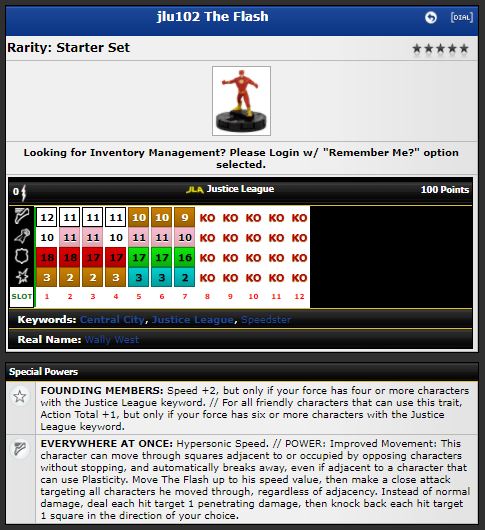 jlu102 The Flash
[DIAL]
Rarity: Starter Set
Looking for Inventory Management? Please Login w/ "Remember Me?" option
selected.
0 JLA Justice League 100 Points
12 11 11 11 10 10 9 KO KO KO KO KO
10 11 11 10 11 11 10 KO KO KO KO KO
18 18 17 17 17 17 16 KO KO KO KO KO
3 2 2 3 3 3 2 KO KO KO KO KO
SLOT 1 2 3 4 5 6 7 8 9 10 11 12
Keywords: Central City, Justice League, Speedster
Real Name: Wally West
Special Powers
FOUNDING MEMBERS: Speed +2, but only if your force has four or more characters
with the Justice League keyword. // For all friendly characters that can use this trait,
Action Total +1, but only if your force has six or more characters with the Justice
League keyword.
EVERYWHERE AT ONCE: Hypersonic Speed. // POWER: Improved Movement: This
character can move through squares adjacent to or occupied by opposing characters
without stopping, and automatically breaks away, even if adjacent to a character that
can use Plasticity. Move The Flash up to his speed value, then make a close attack
targeting all characters he moved through, regardless of adjacency. Instead of normal
damage, deal each hit target 1 penetrating damage, then knock back each hit target
1 square in the direction of your choice.